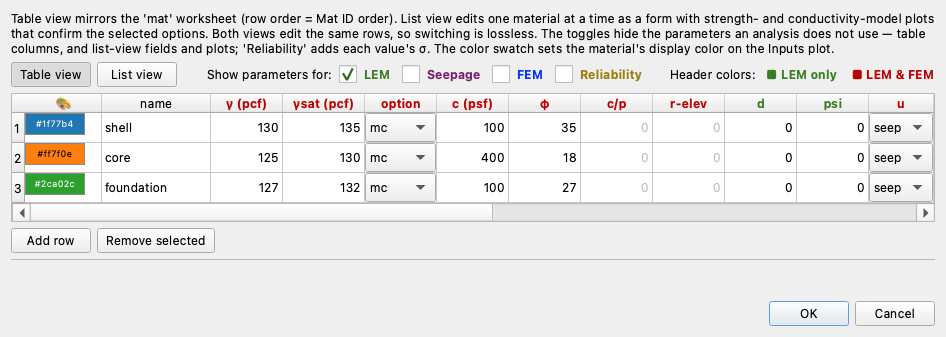 Table view mirrors the 'mat' worksheet (row order = Mat ID order). List view edits one material at a time as a form with strength- and conductivity-model plots
that confirm the selected options. Both views edit the same rows, so switching is lossless. The toggles hide the parameters an analysis does not use — table
columns, and list-view fields and plots; 'Reliability' adds each value's σ. The color swatch sets the material's display color on the Inputs plot.
Table view List view Show parameters for: LEM Seepage FEM Reliability Header colors: LEM only LEM & FEM
name γ (pcf) γsat (pcf) option c (psf) ϕ c/p r-elev d psi u
1 #1f77b4 shell 130 135 mc 100 35 0 0 0 0 seep
2 #ff7f0e core 125 130 mc 400 18 0 0 0 0 seep
3 #2ca02c foundation 127 132 mc 100 27 0 0 0 0 seep
Add row Remove selected
OK Cancel